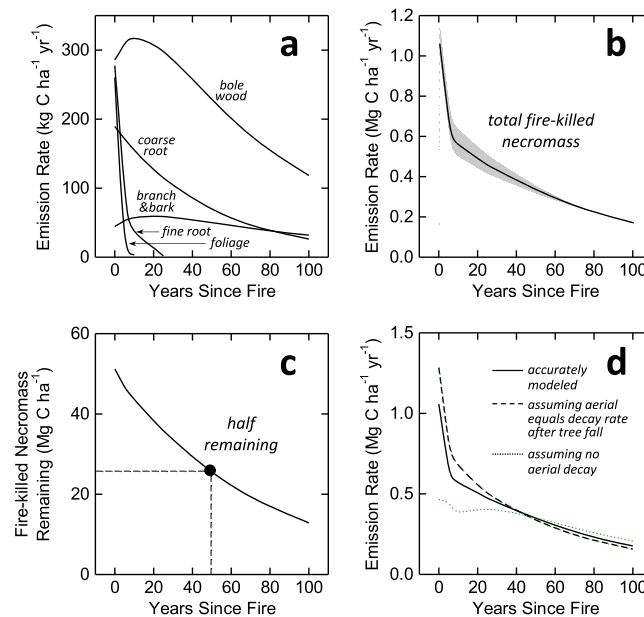 a
Emission Rate (kg C ha⁻¹ yr⁻¹)
300
200
100
0
bole
wood
coarse
root
branch
&bark
fine root
foliage
0 20 40 60 80 100
Years Since Fire
b
Emission Rate (Mg C ha⁻¹ yr⁻¹)
1.2
1.0
0.8
0.6
0.4
0.2
0.0
total fire-killed
necromass
0 20 40 60 80 100
Years Since Fire
c
Fire-killed Necromass
Remaining (Mg C ha⁻¹)
60
40
20
0
half
remaining
0 20 40 60 80 100
Years Since Fire
d
Emission Rate (Mg C ha⁻¹ yr⁻¹)
1.5
1.0
0.5
0.0
accurately
modeled
assuming aerial
equals decay rate
after tree fall
assuming no
aerial decay
0 20 40 60 80 100
Years Since Fire